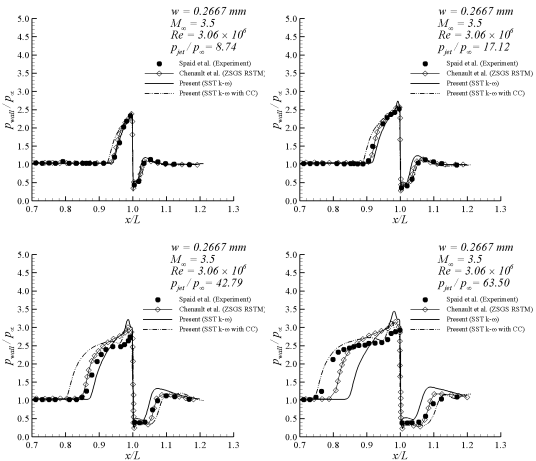 w = 0.2667 mm
M∞ = 3.5
Re = 3.06 × 10⁶
pjet / p∞ = 8.74
Spaid et al. (Experiment)
Chenault et al. (ZSGS RSTM)
Present (SST k-ω)
Present (SST k-ω with CC)
pwall / p∞
5.0
4.5
4.0
3.5
3.0
2.5
2.0
1.5
1.0
0.5
0.0
0.7 0.8 0.9 1.0 1.1 1.2 1.3
x/L
w = 0.2667 mm
M∞ = 3.5
Re = 3.06 × 10⁶
pjet / p∞ = 17.12
Spaid et al. (Experiment)
Chenault et al. (ZSGS RSTM)
Present (SST k-ω)
Present (SST k-ω with CC)
pwall / p∞
5.0
4.5
4.0
3.5
3.0
2.5
2.0
1.5
1.0
0.5
0.0
0.7 0.8 0.9 1.0 1.1 1.2 1.3
x/L
w = 0.2667 mm
M∞ = 3.5
Re = 3.06 × 10⁶
pjet / p∞ = 42.79
Spaid et al. (Experiment)
Chenault et al. (ZSGS RSTM)
Present (SST k-ω)
Present (SST k-ω with CC)
pwall / p∞
5.0
4.5
4.0
3.5
3.0
2.5
2.0
1.5
1.0
0.5
0.0
0.7 0.8 0.9 1.0 1.1 1.2 1.3
x/L
w = 0.2667 mm
M∞ = 3.5
Re = 3.06 × 10⁶
pjet / p∞ = 63.50
Spaid et al. (Experiment)
Chenault et al. (ZSGS RSTM)
Present (SST k-ω)
Present (SST k-ω with CC)
pwall / p∞
5.0
4.5
4.0
3.5
3.0
2.5
2.0
1.5
1.0
0.5
0.0
0.7 0.8 0.9 1.0 1.1 1.2 1.3
x/L